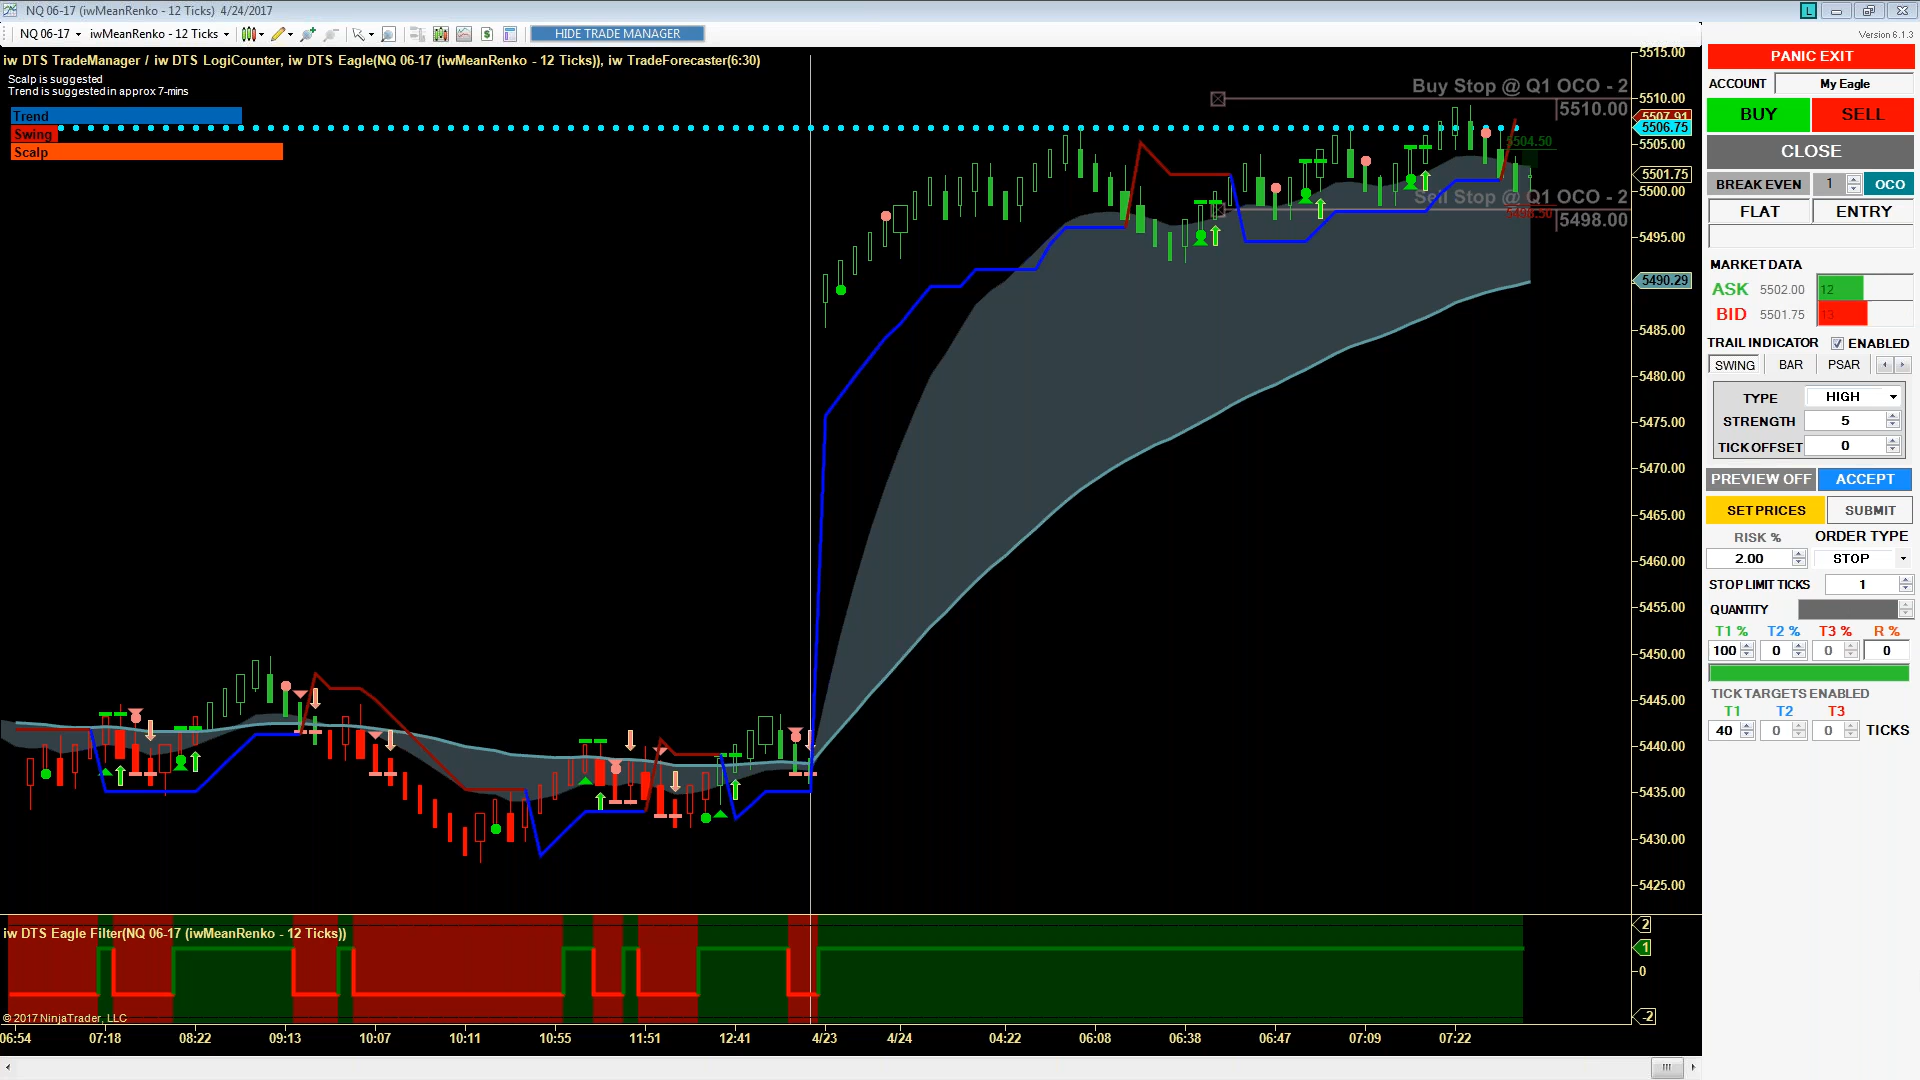 NQ 06-17 (iwMeanRenko - 12 Ticks)  4/24/2017
L
NQ 06-17 iwMeanRenko - 12 Ticks
HIDE TRADE MANAGER
Version 6.1.3
iw DTS TradeManager / iw DTS LogiCounter, iw DTS Eagle(NQ 06-17 (iwMeanRenko - 12 Ticks)), iw TradeForecaster(6:30)
Scalp is suggested
Trend is suggested in approx 7-mins
Trend
Swing
Scalp
Buy Stop @ Q1 OCO - 2
5510.00
5504.50
Sell Stop @ Q1 OCO - 2
5498.50
5498.00
5515.00
5510.00
5507.91
5506.75
5505.00
5501.75
5500.00
5495.00
5490.29
5485.00
5480.00
5475.00
5470.00
5465.00
5460.00
5455.00
5450.00
5445.00
5440.00
5435.00
5430.00
5425.00
iw DTS Eagle Filter(NQ 06-17 (iwMeanRenko - 12 Ticks))
2
1
0
-2
© 2017 NinjaTrader, LLC
06:54 07:18 08:22 09:13 10:07 10:11 10:55 11:51 12:41 4/23 4/24 04:22 06:08 06:38 06:47 07:09 07:22
PANIC EXIT
ACCOUNT My Eagle
BUY SELL
CLOSE
BREAK EVEN 1 OCO
FLAT ENTRY
MARKET DATA
ASK 5502.00 12
BID 5501.75 13
TRAIL INDICATOR ENABLED
SWING BAR PSAR
TYPE HIGH
STRENGTH 5
TICK OFFSET 0
PREVIEW OFF ACCEPT
SET PRICES SUBMIT
RISK % ORDER TYPE
2.00 STOP
STOP LIMIT TICKS 1
QUANTITY
T1 % T2 % T3 % R %
100 0 0 0
TICK TARGETS ENABLED
T1 T2 T3
40 0 0 TICKS